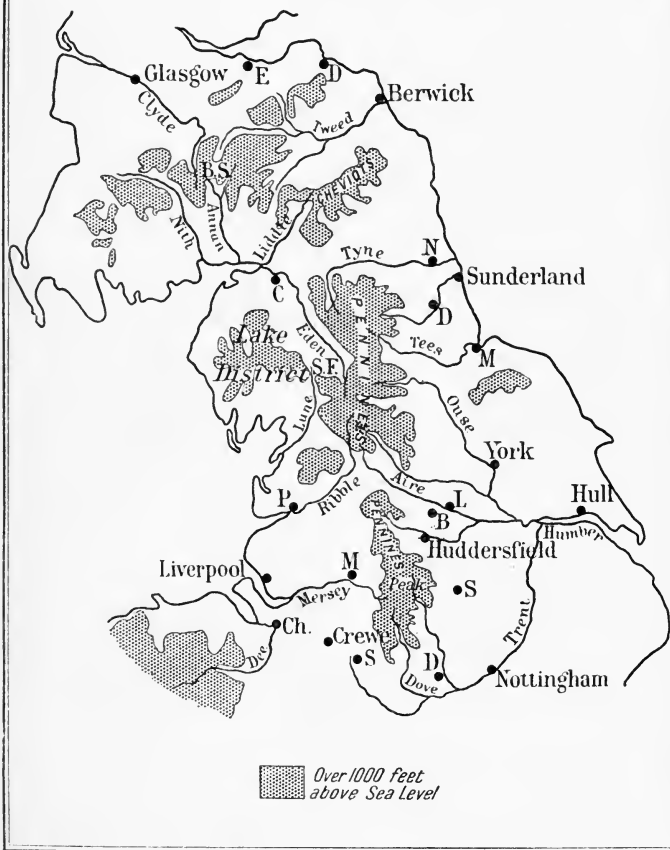 Glasgow
E
D
Berwick
Clyde
Tweed
B.S.
CHEVIOTS
Nith
Annan
Liddle
Tyne
N
Sunderland
C
D
PENNINES
Lake
District
Eden
S.F.
Tees
M
Lune
Ouse
York
Aire
P
Ribble
L
B
Hull
Humber
Huddersfield
PENNINES
Liverpool
M
Mersey
Peak
S
Trent
Ch.
Crewe
S
Dee
D
Dove
Nottingham
Over 1000 feet
above Sea Level